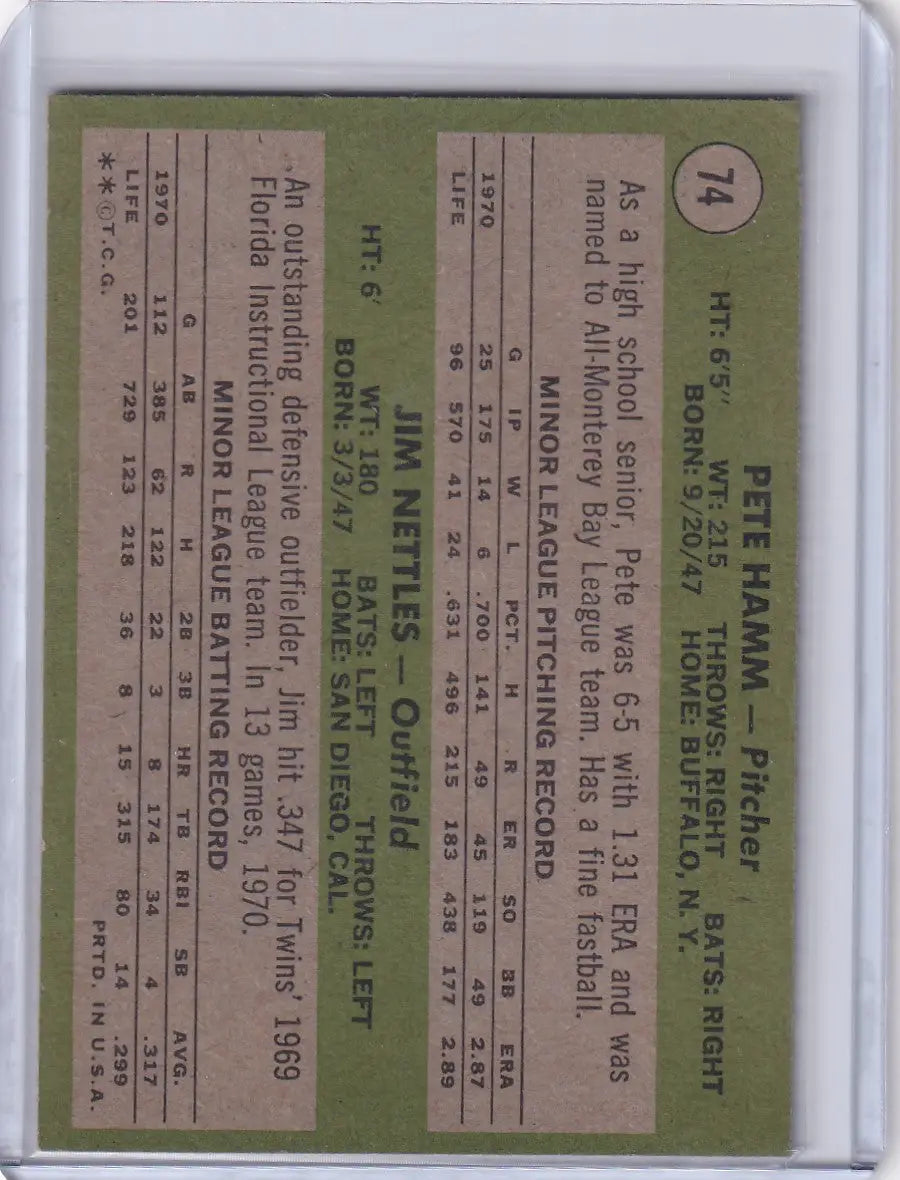 74
PETE HAMM — Pitcher
HT: 6'5" WT: 215 THROWS: RIGHT BATS: RIGHT
BORN: 9/20/47 HOME: BUFFALO, N. Y.
As a high school senior, Pete was 6-5 with 1.31 ERA and was
named to All-Monterey Bay League team. Has a fine fastball.
MINOR LEAGUE PITCHING RECORD
G IP W L PCT. H R ER SO BB ERA
1970 25 175 14 6 .700 141 49 45 119 49 2.87
LIFE 96 570 41 24 .631 496 215 183 438 177 2.89
JIM NETTLES — Outfield
HT: 6' WT: 180 BATS: LEFT THROWS: LEFT
BORN: 3/3/47 HOME: SAN DIEGO, CAL.
An outstanding defensive outfielder, Jim hit .347 for Twins' 1969
Florida Instructional League team. In 13 games, 1970.
MINOR LEAGUE BATTING RECORD
G AB R H 2B 3B HR TB RBI SB AVG.
1970 112 385 62 122 22 3 8 174 34 4 .317
LIFE 201 729 123 218 36 8 15 315 80 14 .299
**©T.C.G. PRTD. IN U.S.A.